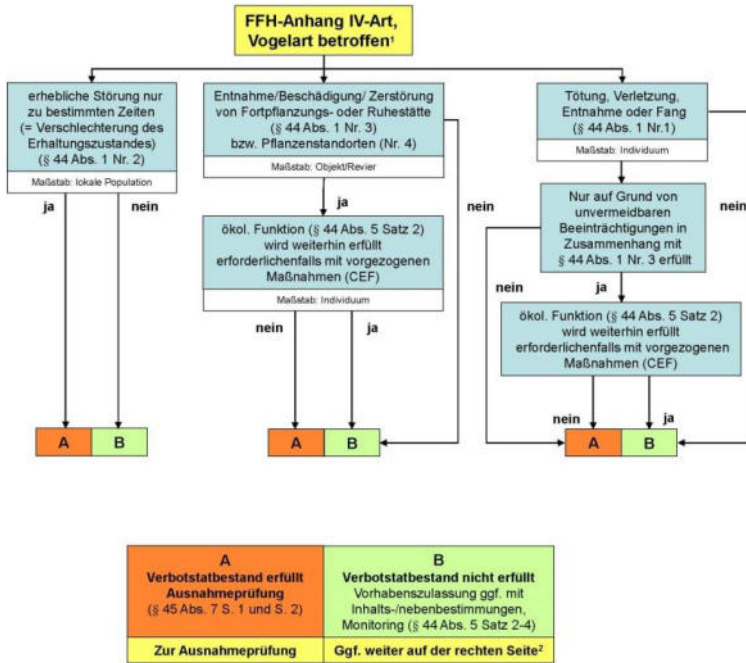 FFH-Anhang IV-Art,
Vogelart betroffen¹
erhebliche Störung nur
zu bestimmten Zeiten
(= Verschlechterung des
Erhaltungszustandes)
(§ 44 Abs. 1 Nr. 2)
Maßstab: lokale Population
ja
nein
A
B
Entnahme/Beschädigung/ Zerstörung
von Fortpflanzungs- oder Ruhestätte
(§ 44 Abs. 1 Nr. 3)
bzw. Pflanzenstandorten (Nr. 4)
Maßstab: Objekt/Revier
ja
nein
ökol. Funktion (§ 44 Abs. 5 Satz 2)
wird weiterhin erfüllt
erforderlichenfalls mit vorgezogenen
Maßnahmen (CEF)
Maßstab: Individuum
nein
ja
A
B
Tötung, Verletzung,
Entnahme oder Fang
(§ 44 Abs. 1 Nr.1)
Maßstab: Individuum
nein
Nur auf Grund von
unvermeidbaren
Beeinträchtigungen in
Zusammenhang mit
§ 44 Abs. 1 Nr. 3 erfüllt
nein
ja
ökol. Funktion (§ 44 Abs. 5 Satz 2)
wird weiterhin erfüllt
erforderlichenfalls mit vorgezogenen
Maßnahmen (CEF)
nein
ja
A
B
A
Verbotstatbestand erfüllt
Ausnahmeprüfung
(§ 45 Abs. 7 S. 1 und S. 2)
Zur Ausnahmeprüfung
B
Verbotstatbestand nicht erfüllt
Vorhabenszulassung ggf. mit
Inhalts-/nebenbestimmungen,
Monitoring (§ 44 Abs. 5 Satz 2-4)
Ggf. weiter auf der rechten Seite²